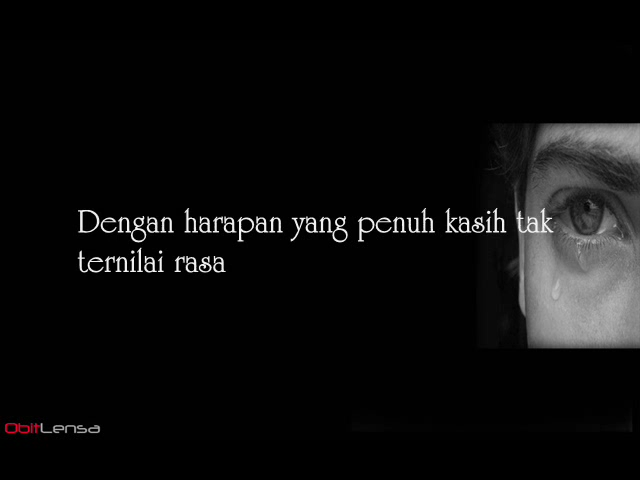 Dengan harapan yang penuh kasih tak
ternilai rasa
ObitLensa